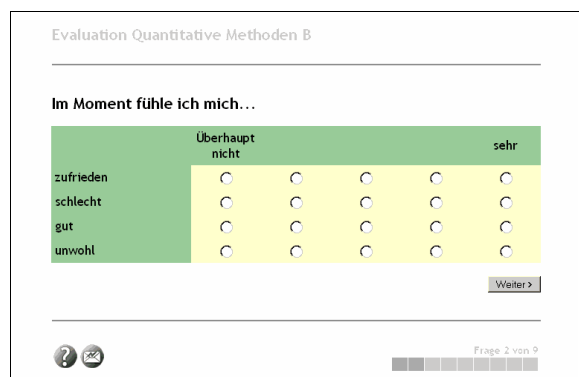 Evaluation Quantitative Methoden B
Im Moment fühle ich mich...
Überhaupt
nicht
sehr
zufrieden
schlecht
gut
unwohl
Weiter >
Frage 2 von 9